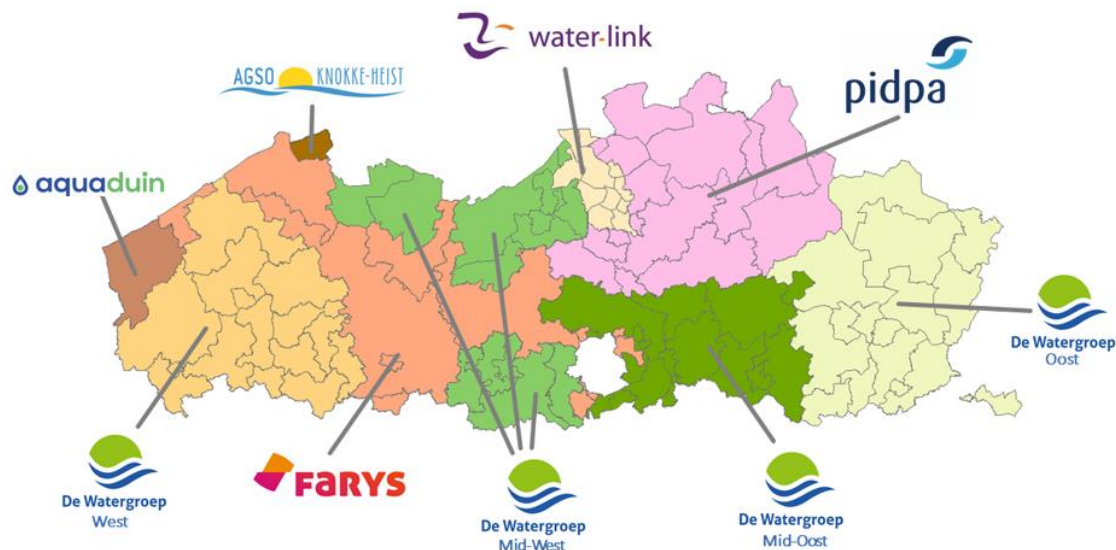 water-link
AGSO KNOKKE-HEIST
pidpa
aquaduin
De Watergroep
Oost
De Watergroep
West
FARYS
De Watergroep
Mid-West
De Watergroep
Mid-Oost